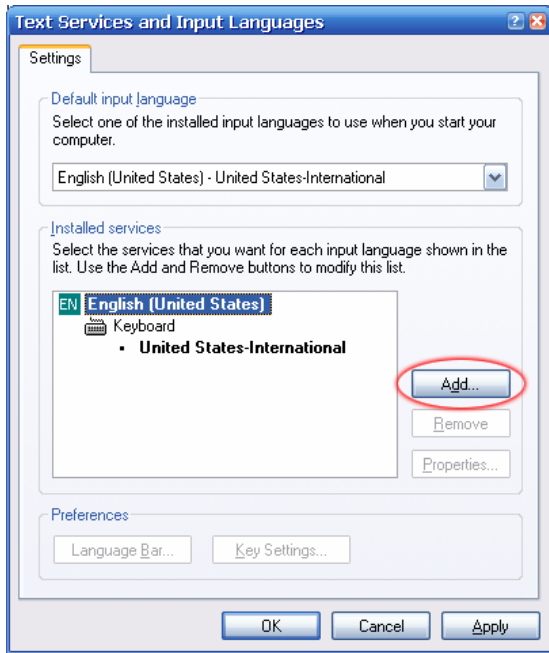 Text Services and Input Languages
Settings
Default input language
Select one of the installed input languages to use when you start your
computer.
English (United States) - United States-International
Installed services
Select the services that you want for each input language shown in the
list. Use the Add and Remove buttons to modify this list.
EN English (United States)
Keyboard
• United States-International
Add...
Remove
Properties...
Preferences
Language Bar... Key Settings...
OK Cancel Apply